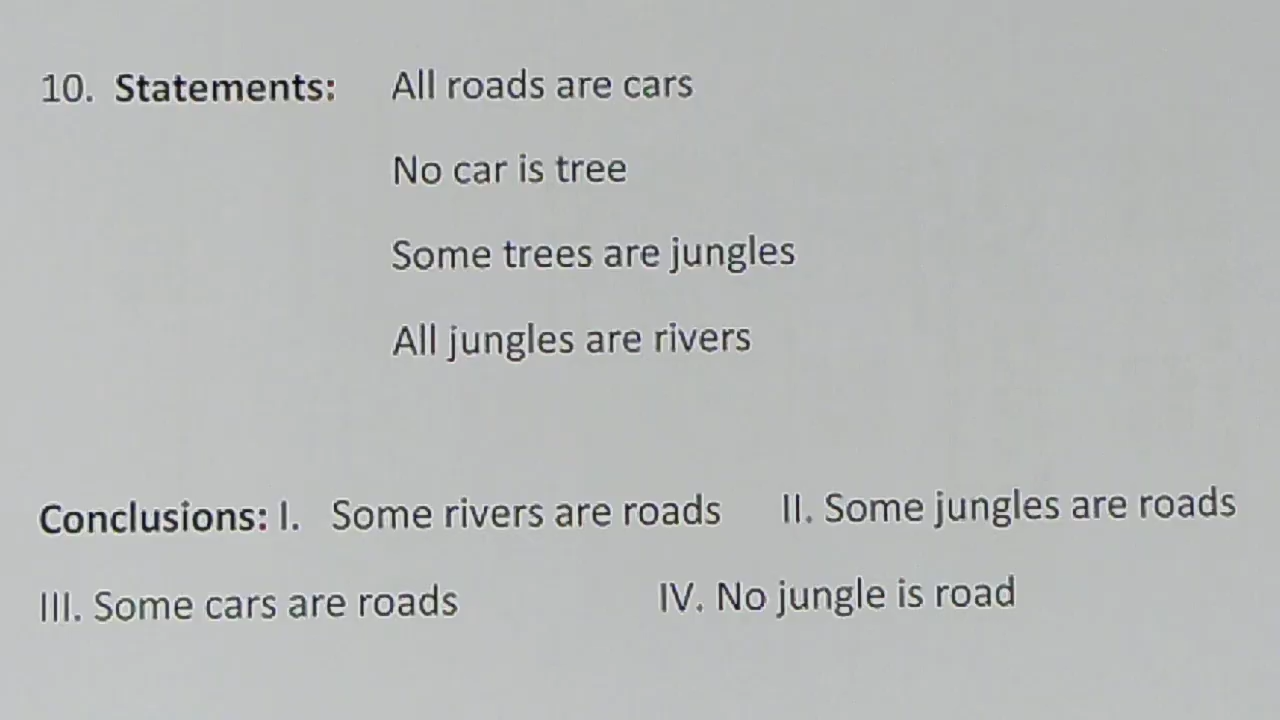 10. Statements: All roads are cars
No car is tree
Some trees are jungles
All jungles are rivers
Conclusions: I. Some rivers are roads II. Some jungles are roads
III. Some cars are roads IV. No jungle is road